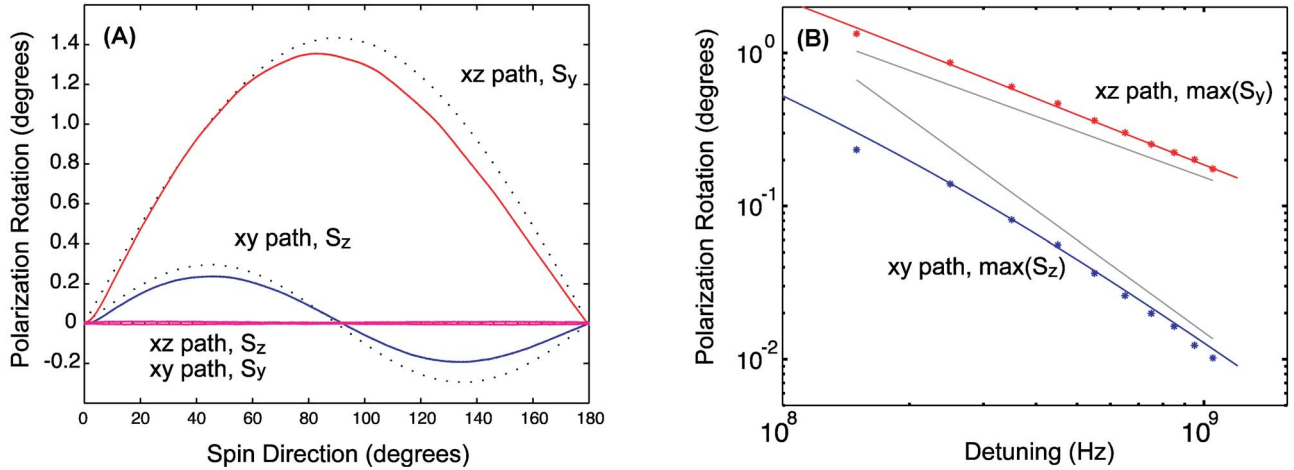 (A)
1.4
1.2
1.0
0.8
0.6
0.4
0.2
0
-0.2
Polarization Rotation (degrees)
xz path, Sy
xy path, Sz
xz path, Sz
xy path, Sy
0 20 40 60 80 100 120 140 160 180
Spin Direction (degrees)
(B)
10^0
10^-1
10^-2
Polarization Rotation (degrees)
xz path, max(Sy)
xy path, max(Sz)
10^8 10^9
Detuning (Hz)